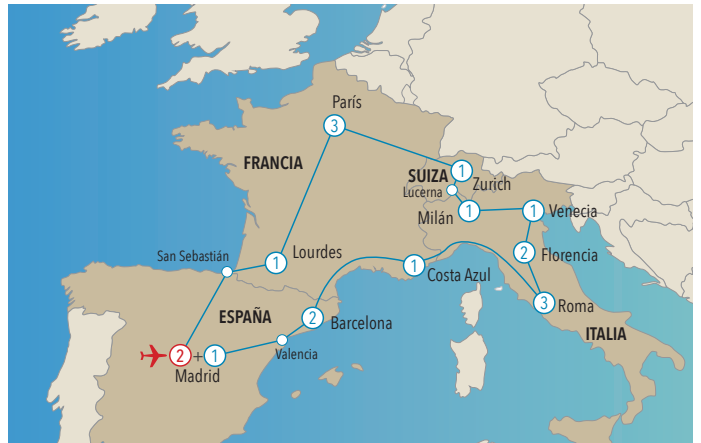 París
3
FRANCIA
SUIZA
1
Zurich
Lucerna
Milán
1
1
Venecia
San Sebastián
1
Lourdes
2
Florencia
1
Costa Azul
3
Roma
ESPAÑA
2
Barcelona
ITALIA
2
+
1
Valencia
Madrid